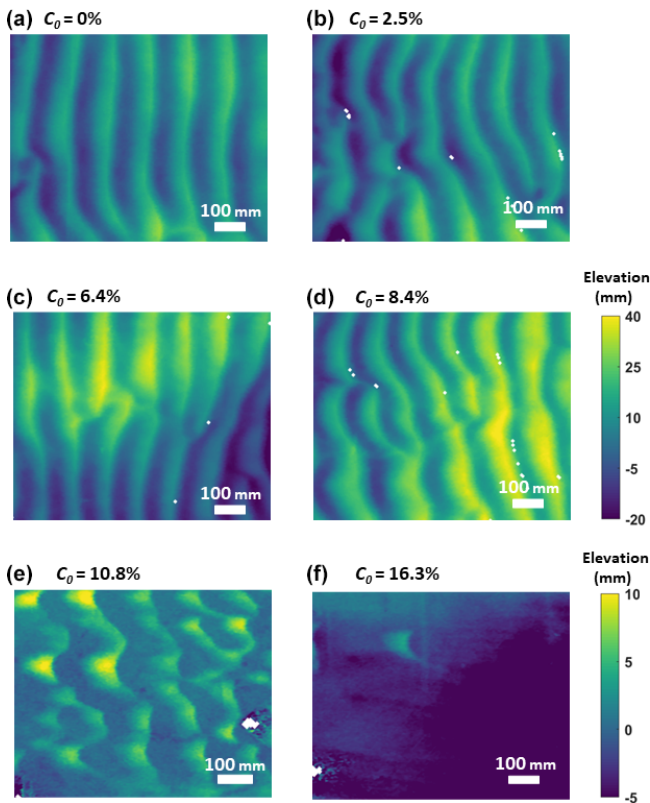 (a) C0 = 0%
(b) C0 = 2.5%
100 mm
100 mm
(c) C0 = 6.4%
(d) C0 = 8.4%
Elevation
(mm)
40
25
10
-5
-20
100 mm
100 mm
(e) C0 = 10.8%
(f) C0 = 16.3%
Elevation
(mm)
10
5
0
-5
100 mm
100 mm